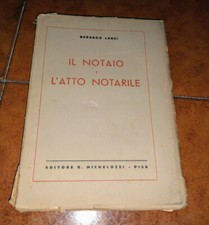 IL NOTAIO
E
L'ATTO NOTARILE
EDITORE N. MICHELOZZI - PISA